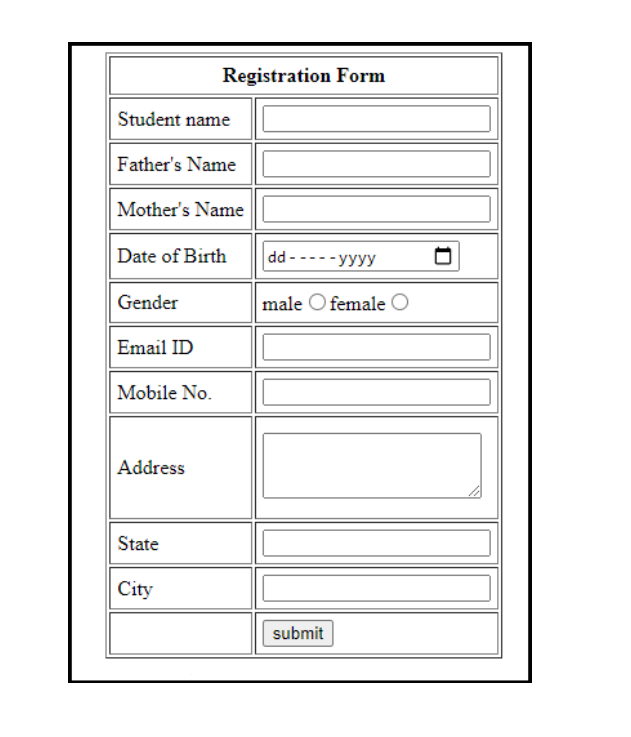 Registration Form
Student name
Father's Name
Mother's Name
Date of Birth dd-----yyyy
Gender male female
Email ID
Mobile No.
Address
State
City
submit